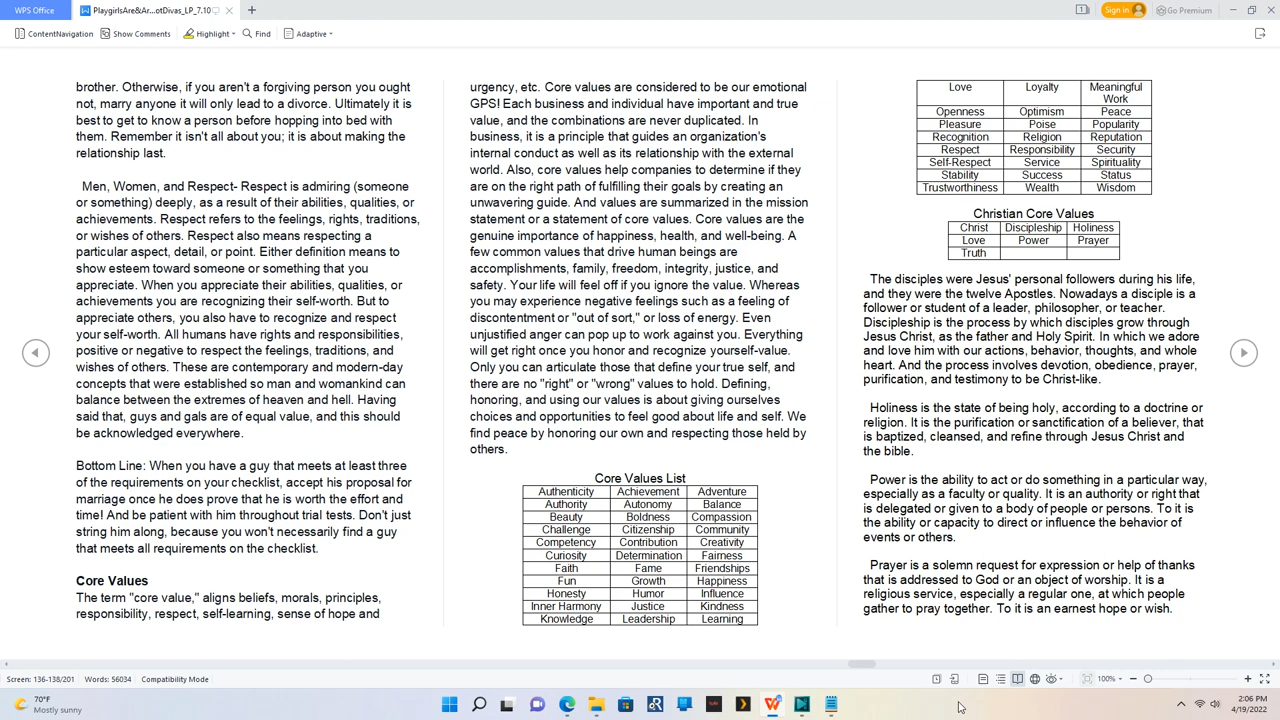 WPS Office
PlaygirlsAre&Ar...otDivas_LP_7.10
1
Sign in
Go Premium
ContentNavigation
Show Comments
Highlight
Find
Adaptive
brother. Otherwise, if you aren't a forgiving person you ought
not, marry anyone it will only lead to a divorce. Ultimately it is
best to get to know a person before hopping into bed with
them. Remember it isn't all about you; it is about making the
relationship last.
Men, Women, and Respect- Respect is admiring (someone
or something) deeply, as a result of their abilities, qualities, or
achievements. Respect refers to the feelings, rights, traditions,
or wishes of others. Respect also means respecting a
particular aspect, detail, or point. Either definition means to
show esteem toward someone or something that you
appreciate. When you appreciate their abilities, qualities, or
achievements you are recognizing their self-worth. But to
appreciate others, you also have to recognize and respect
your self-worth. All humans have rights and responsibilities,
positive or negative to respect the feelings, traditions, and
wishes of others. These are contemporary and modern-day
concepts that were established so man and womankind can
balance between the extremes of heaven and hell. Having
said that, guys and gals are of equal value, and this should
be acknowledged everywhere.
Bottom Line: When you have a guy that meets at least three
of the requirements on your checklist, accept his proposal for
marriage once he does prove that he is worth the effort and
time! And be patient with him throughout trial tests. Don't just
string him along, because you won't necessarily find a guy
that meets all requirements on the checklist.
Core Values
The term "core value," aligns beliefs, morals, principles,
responsibility, respect, self-learning, sense of hope and
urgency, etc. Core values are considered to be our emotional
GPS! Each business and individual have important and true
value, and the combinations are never duplicated. In
business, it is a principle that guides an organization's
internal conduct as well as its relationship with the external
world. Also, core values help companies to determine if they
are on the right path of fulfilling their goals by creating an
unwavering guide. And values are summarized in the mission
statement or a statement of core values. Core values are the
genuine importance of happiness, health, and well-being. A
few common values that drive human beings are
accomplishments, family, freedom, integrity, justice, and
safety. Your life will feel off if you ignore the value. Whereas
you may experience negative feelings such as a feeling of
discontentment or "out of sort," or loss of energy. Even
unjustified anger can pop up to work against you. Everything
will get right once you honor and recognize yourself-value.
Only you can articulate those that define your true self, and
there are no "right" or "wrong" values to hold. Defining,
honoring, and using our values is about giving ourselves
choices and opportunities to feel good about life and self. We
find peace by honoring our own and respecting those held by
others.
Core Values List
Authenticity Achievement Adventure
Authority Autonomy Balance
Beauty Boldness Compassion
Challenge Citizenship Community
Competency Contribution Creativity
Curiosity Determination Fairness
Faith Fame Friendships
Fun Growth Happiness
Honesty Humor Influence
Inner Harmony Justice Kindness
Knowledge Leadership Learning
Love Loyalty Meaningful
Work
Openness Optimism Peace
Pleasure Poise Popularity
Recognition Religion Reputation
Respect Responsibility Security
Self-Respect Service Spirituality
Stability Success Status
Trustworthiness Wealth Wisdom
Christian Core Values
Christ Discipleship Holiness
Love Power Prayer
Truth
The disciples were Jesus' personal followers during his life,
and they were the twelve Apostles. Nowadays a disciple is a
follower or student of a leader, philosopher, or teacher.
Discipleship is the process by which disciples grow through
Jesus Christ, as the father and Holy Spirit. In which we adore
and love him with our actions, behavior, thoughts, and whole
heart. And the process involves devotion, obedience, prayer,
purification, and testimony to be Christ-like.
Holiness is the state of being holy, according to a doctrine or
religion. It is the purification or sanctification of a believer, that
is baptized, cleansed, and refine through Jesus Christ and
the bible.
Power is the ability to act or do something in a particular way,
especially as a faculty or quality. It is an authority or right that
is delegated or given to a body of people or persons. To it is
the ability or capacity to direct or influence the behavior of
events or others.
Prayer is a solemn request for expression or help of thanks
that is addressed to God or an object of worship. It is a
religious service, especially a regular one, at which people
gather to pray together. To it is an earnest hope or wish.
Screen: 136-138/201
Words: 56034
Compatibility Mode
100%
70°F
Mostly sunny
2:06 PM
4/19/2022